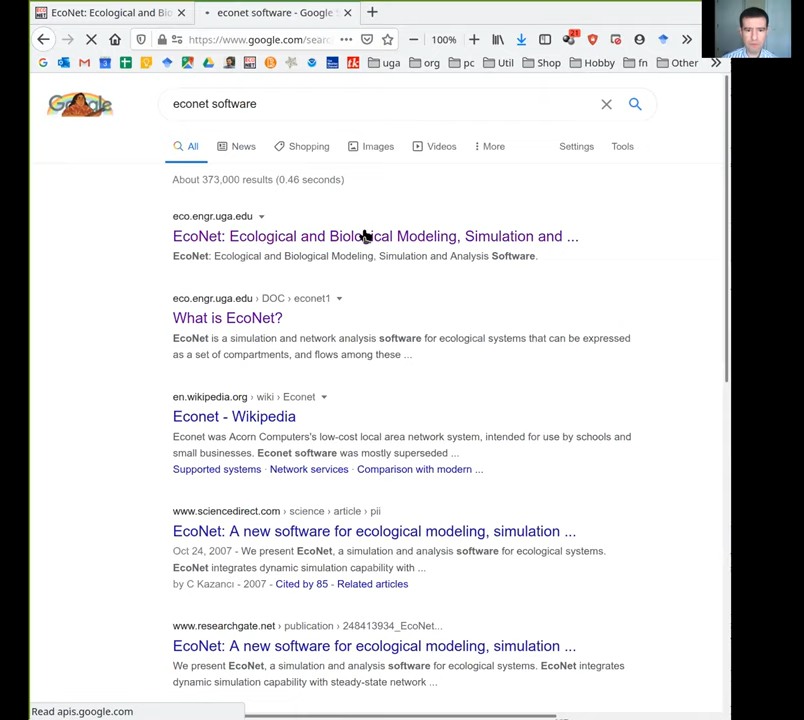 EcoNet: Ecological and Bio
econet software - Google S
https://www.google.com/searc
100%
21
uga
org
pc
Util
Shop
Hobby
fn
Other
econet software
All
News
Shopping
Images
Videos
More
Settings
Tools
About 373,000 results (0.46 seconds)
eco.engr.uga.edu
EcoNet: Ecological and Biological Modeling, Simulation and ...
EcoNet: Ecological and Biological Modeling, Simulation and Analysis Software.
eco.engr.uga.edu › DOC › econet1
What is EcoNet?
EcoNet is a simulation and network analysis software for ecological systems that can be expressed
as a set of compartments, and flows among these ...
en.wikipedia.org › wiki › Econet
Econet - Wikipedia
Econet was Acorn Computers's low-cost local area network system, intended for use by schools and
small businesses. Econet software was mostly superseded ...
Supported systems · Network services · Comparison with modern ...
www.sciencedirect.com › science › article › pii
EcoNet: A new software for ecological modeling, simulation ...
Oct 24, 2007 - We present EcoNet, a simulation and analysis software for ecological systems.
EcoNet integrates dynamic simulation capability with ...
by C Kazancı - 2007 - Cited by 85 - Related articles
www.researchgate.net › publication › 248413934_EcoNet...
EcoNet: A new software for ecological modeling, simulation ...
We present EcoNet, a simulation and analysis software for ecological systems. EcoNet integrates
dynamic simulation capability with steady-state network ...
Read apis.google.com